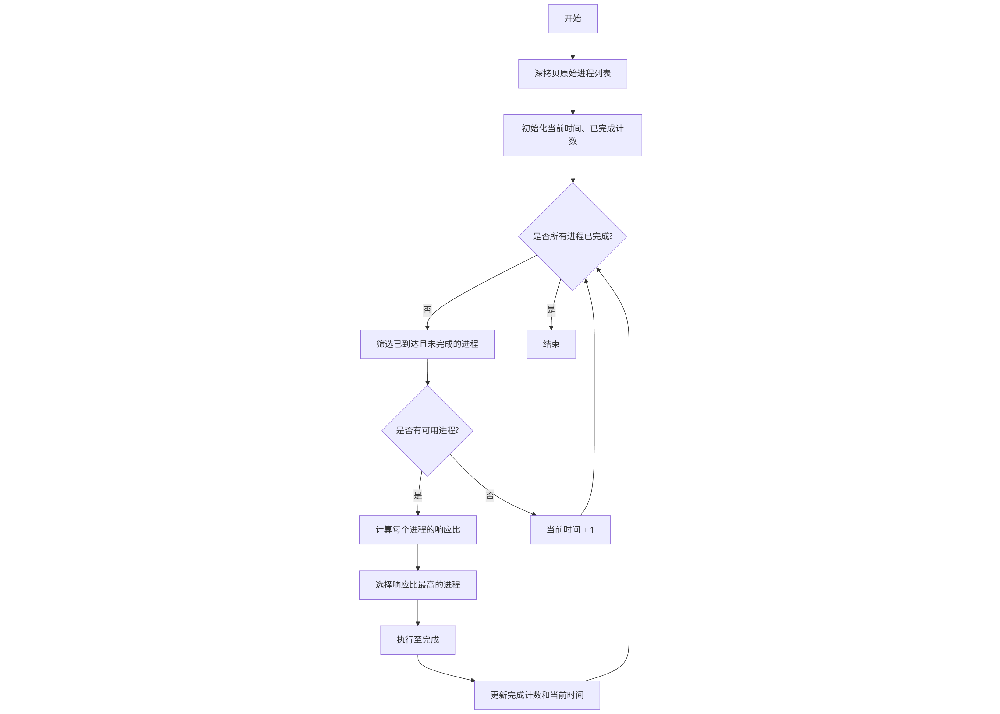 开始
深拷贝原始进程列表
初始化当前时间、已完成计
数
是否所有进程已完成?
否
是
筛选已到达且未完成的进程
结束
是否有可用进程?
是
否
计算每个进程的响应比
当前时间 + 1
选择响应比最高的进程
执行至完成
更新完成计数和当前时间